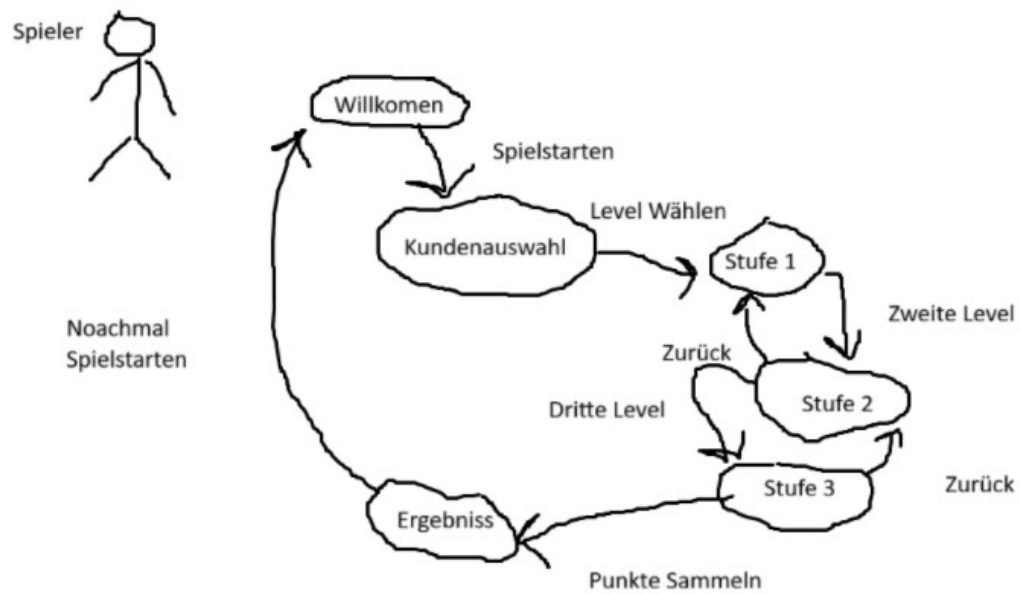 Spieler
Willkomen
Spielstarten
Level Wählen
Kundenauswahl
Stufe 1
Zweite Level
Noachmal
Spielstarten
Zurück
Stufe 2
Dritte Level
Stufe 3
Zurück
Ergebniss
Punkte Sammeln